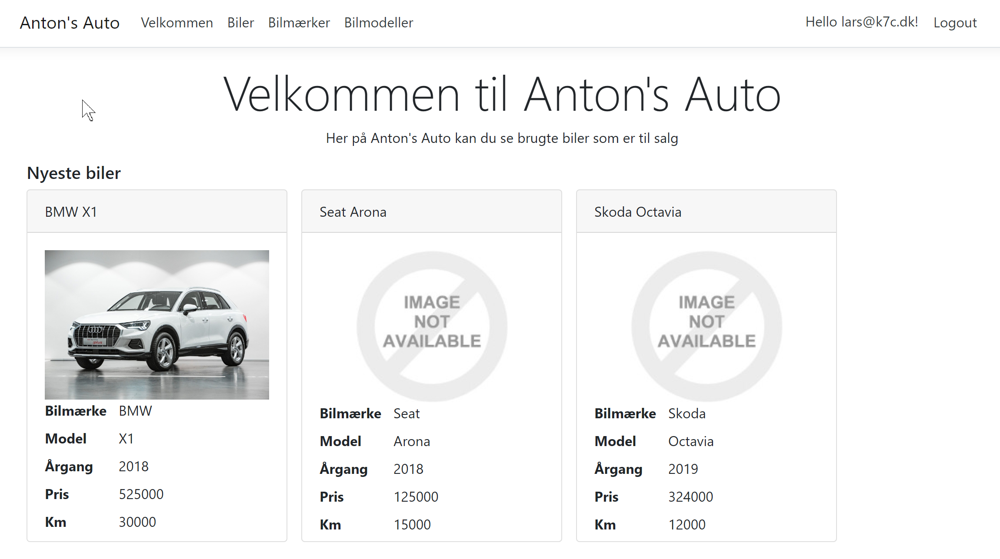 Anton's Auto Velkommen Biler Bilmærker Bilmodeller Hello lars@k7c.dk! Logout
Velkommen til Anton's Auto
Her på Anton's Auto kan du se brugte biler som er til salg
Nyeste biler
BMW X1
:plus
Bilmærke BMW
Model X1
Årgang 2018
Pris 525000
Km 30000
Seat Arona
IMAGE
NOT
AVAILABLE
Bilmærke Seat
Model Arona
Årgang 2018
Pris 125000
Km 15000
Skoda Octavia
IMAGE
NOT
AVAILABLE
Bilmærke Skoda
Model Octavia
Årgang 2019
Pris 324000
Km 12000